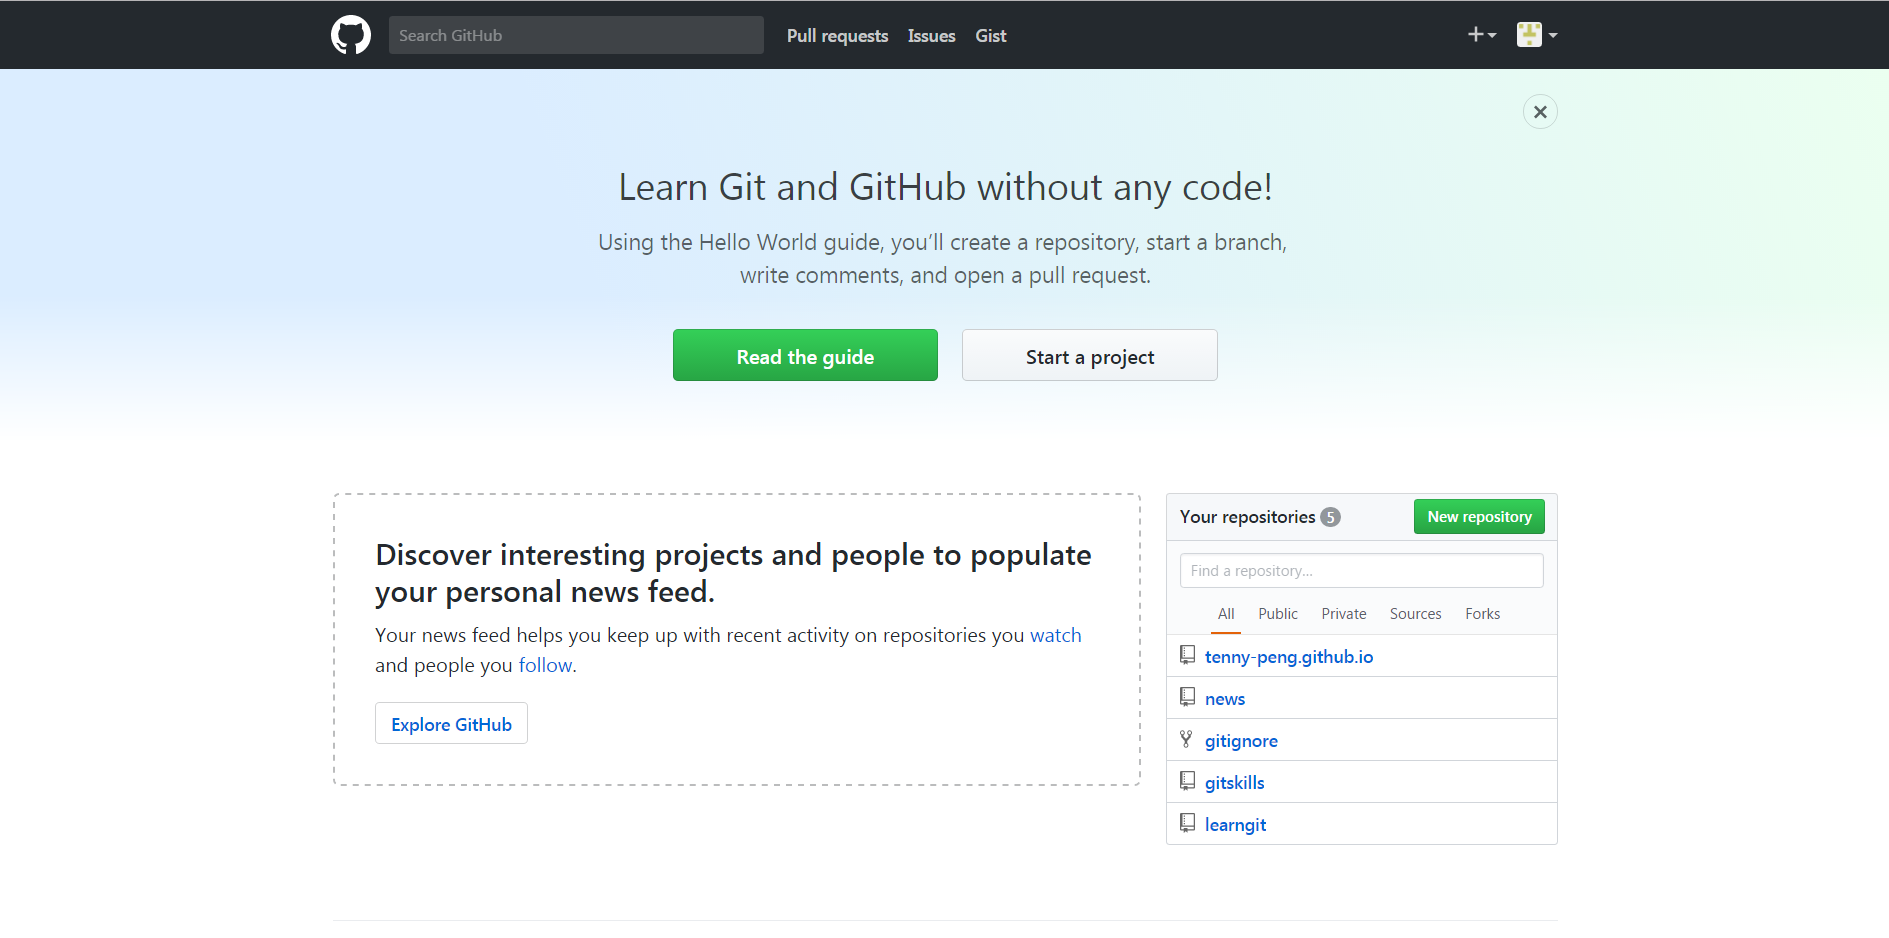 Search GitHub
Pull requests Issues Gist
Learn Git and GitHub without any code!
Using the Hello World guide, you’ll create a repository, start a branch,
write comments, and open a pull request.
Read the guide
Start a project
Discover interesting projects and people to populate
your personal news feed.
Your news feed helps you keep up with recent activity on repositories you watch
and people you follow.
Explore GitHub
Your repositories 5
New repository
Find a repository...
All Public Private Sources Forks
tenny-peng.github.io
news
gitignore
gitskills
learngit